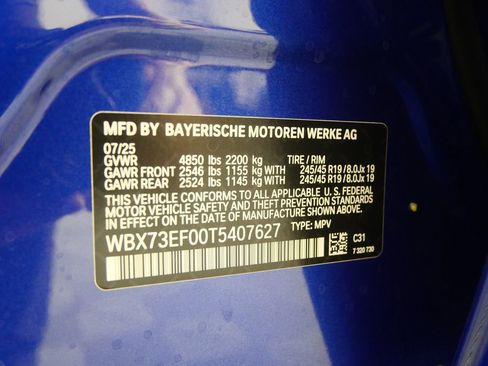 MFD BY BAYERISCHE MOTOREN WERKE AG
07/25
GVWR 4850 lbs 2200 kg TIRE / RIM
GAWR FRONT 2546 lbs 1155 kg WITH 245/45 R19 / 8.0Jx 19
GAWR REAR 2524 lbs 1145 kg WITH 245/45 R19 / 8.0Jx 19
THIS VEHICLE CONFORMS TO ALL APPLICABLE U.S. FEDERAL
MOTOR VEHICLE SAFETY AND THEFT PREVENTION STANDARDS
IN EFFECT ON THE DATE OF MANUFACTURE SHOWN ABOVE.
WBX73EF00T5407627 TYPE: MPV
C31
7 320 730